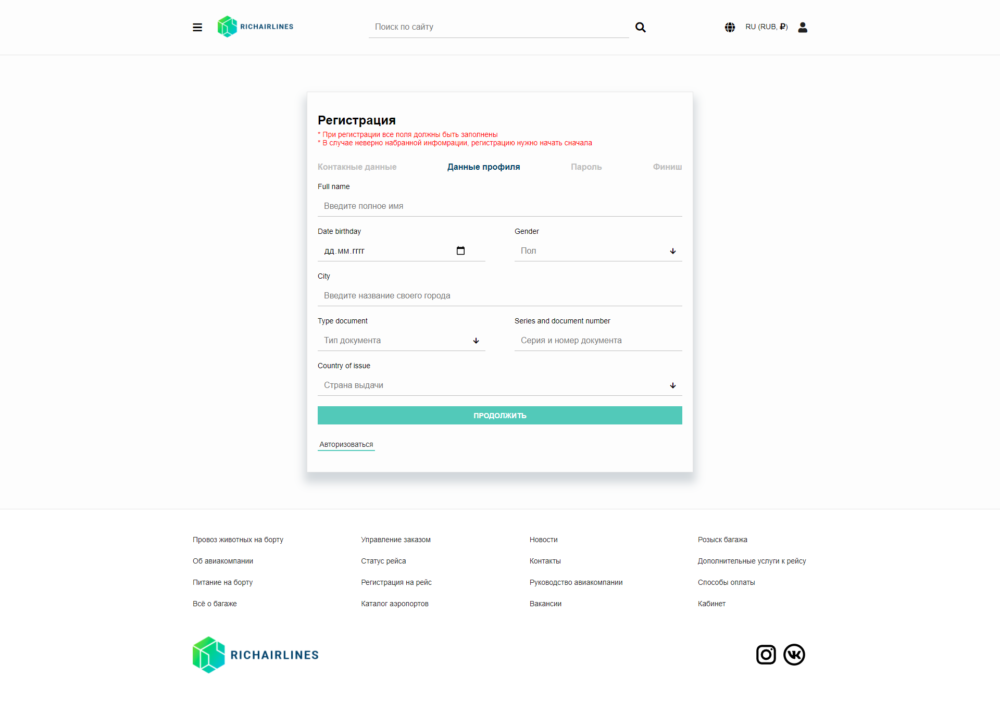 RICHAIRLINES
Поиск по сайту
RU (RUB, ₽)
Регистрация
* При регистрации все поля должны быть заполнены
* В случае неверно набранной инфомрации, регистрацию нужно начать сначала
Контакные данные Данные профиля Пароль Финиш
Full name
Введите полное имя
Date birthday Gender
дд.мм.гггг Пол
City
Введите название своего города
Type document Series and document number
Тип документа Серия и номер документа
Country of issue
Страна выдачи
ПРОДОЛЖИТЬ
Авторизоваться
Провоз животных на борту Управление заказом Новости Розыск багажа
Об авиакомпании Статус рейса Контакты Дополнительные услуги к рейсу
Питание на борту Регистрация на рейс Руководство авиакомпании Способы оплаты
Всё о багаже Каталог аэропортов Вакансии Кабинет
RICHAIRLINES